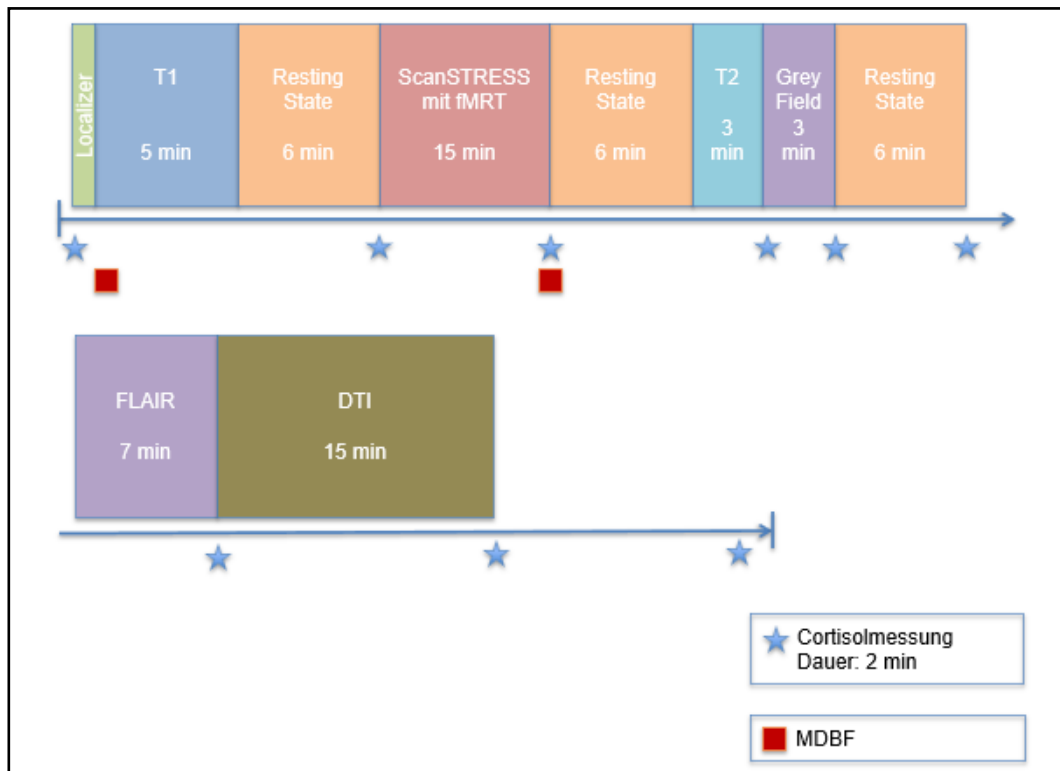 Localizer
T1
5 min
Resting
State
6 min
ScanSTRESS
mit fMRT
15 min
Resting
State
6 min
T2
3
min
Grey
Field
3
min
Resting
State
6 min
FLAIR
7 min
DTI
15 min
Cortisolmessung
Dauer: 2 min
MDBF